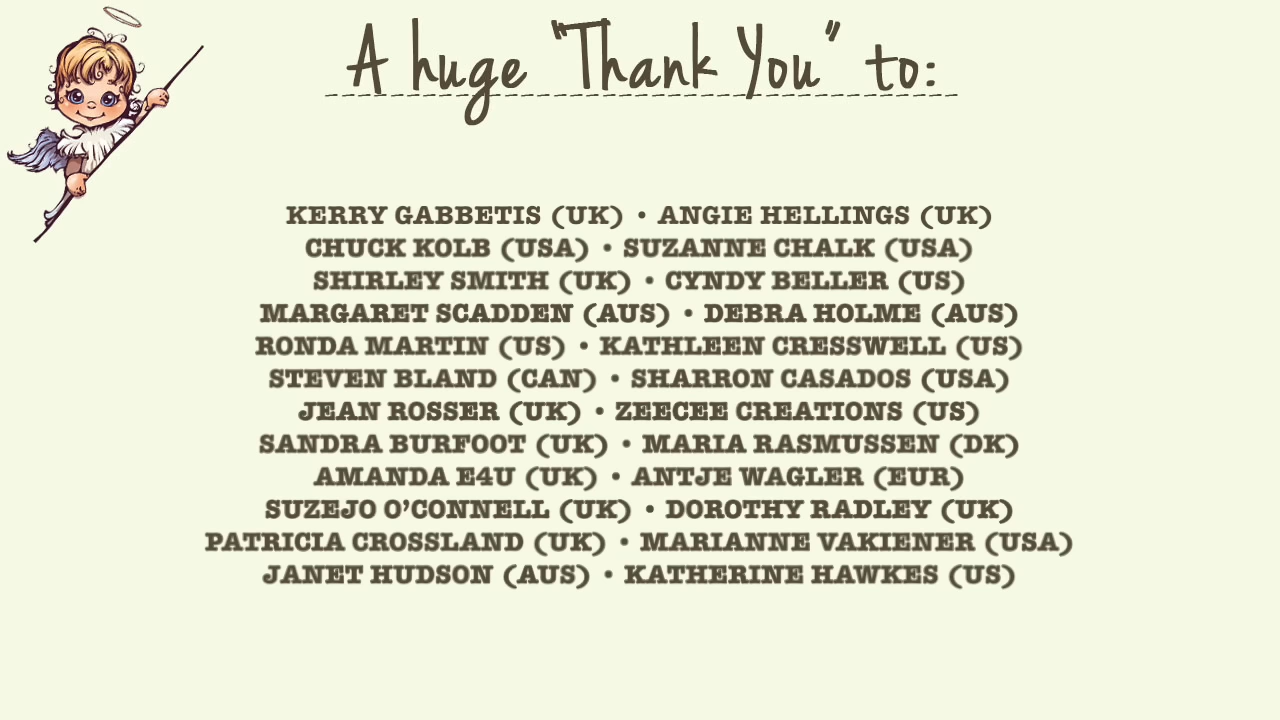 A huge "Thank You" to:
KERRY GABBETIS (UK) • ANGIE HELLINGS (UK)
CHUCK KOLB (USA) • SUZANNE CHALK (USA)
SHIRLEY SMITH (UK) • CYNDY BELLER (US)
MARGARET SCADDEN (AUS) • DEBRA HOLME (AUS)
RONDA MARTIN (US) • KATHLEEN CRESSWELL (US)
STEVEN BLAND (CAN) • SHARRON CASADOS (USA)
JEAN ROSSER (UK) • ZEECEE CREATIONS (US)
SANDRA BURFOOT (UK) • MARIA RASMUSSEN (DK)
AMANDA E4U (UK) • ANTJE WAGLER (EUR)
SUZEJO O’CONNELL (UK) • DOROTHY RADLEY (UK)
PATRICIA CROSSLAND (UK) • MARIANNE VAKIENER (USA)
JANET HUDSON (AUS) • KATHERINE HAWKES (US)